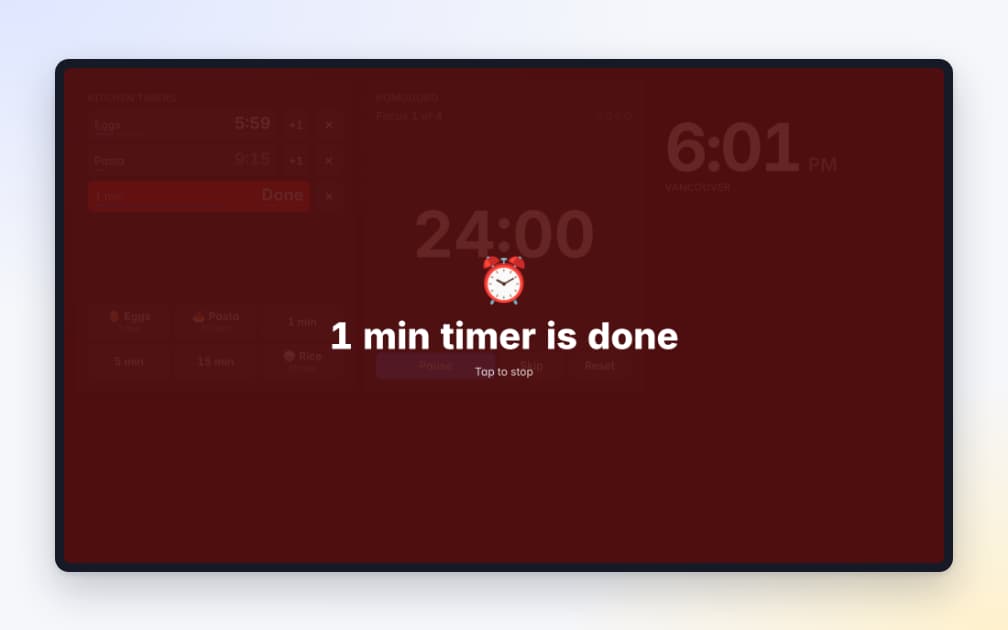 KITCHEN TIMERS
Eggs 5:59 +1 ×
Pasta 9:15 +1 ×
1 min Done ×
POMODORO
Focus 1 of 4
24:00
6:01 PM
VANCOUVER
1 min timer is done
Tap to stop
Eggs
Pasta
1 min
5 min
15 min
Rice
Pause
Skip
Reset